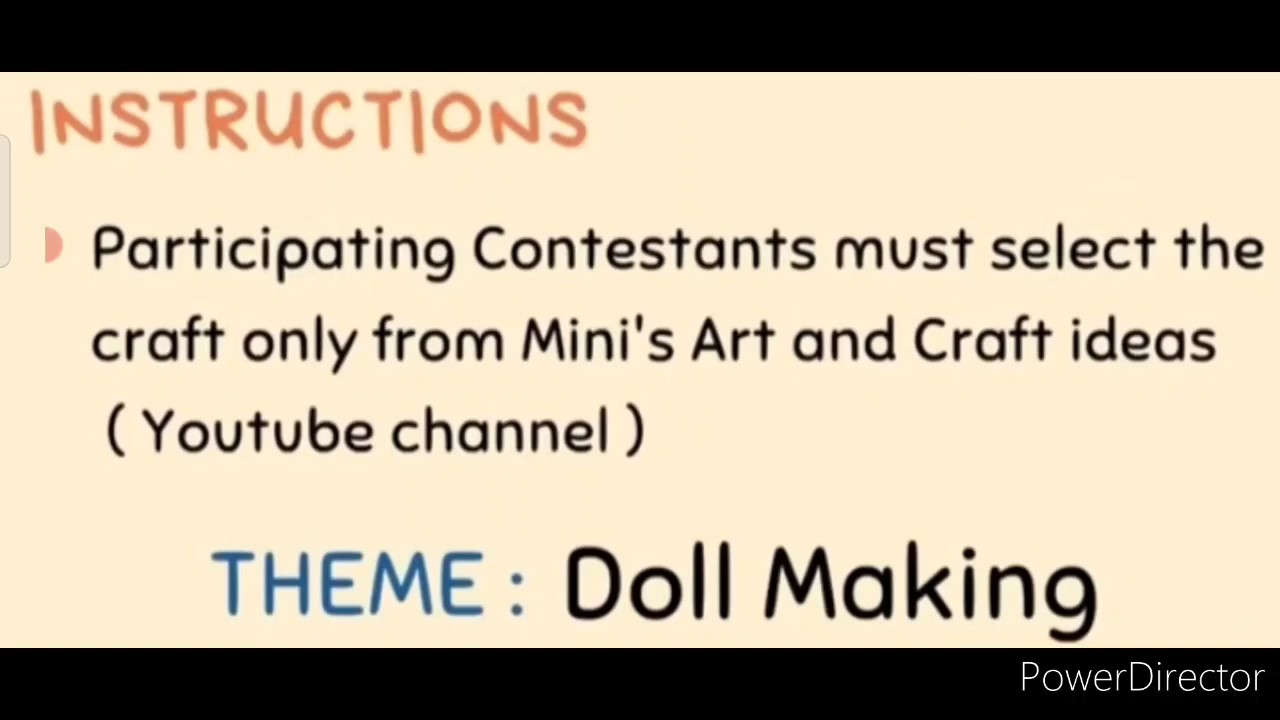 INSTRUCTIONS
Participating Contestants must select the
craft only from Mini's Art and Craft ideas
( Youtube channel )
THEME : Doll Making
PowerDirector